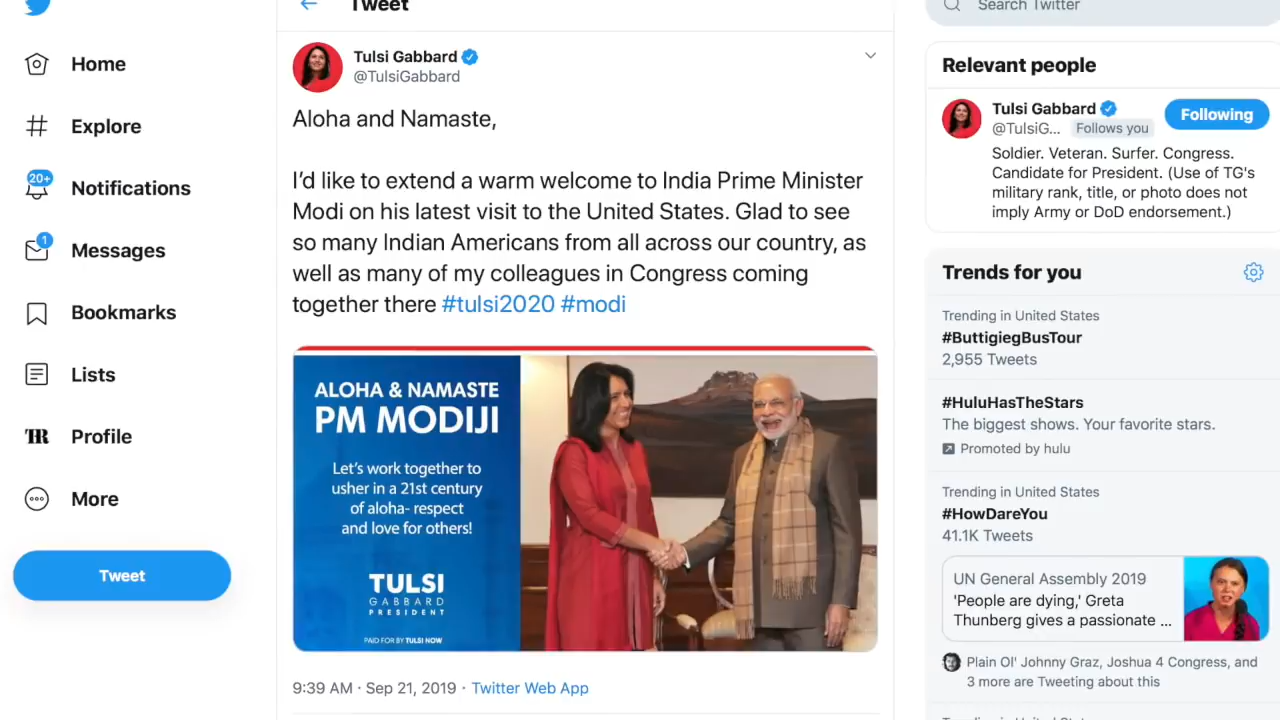 Tweet
Search Twitter
Home
Explore
20+
Notifications
1
Messages
Bookmarks
Lists
TR
Profile
More
Tweet
Tulsi Gabbard
@TulsiGabbard
Aloha and Namaste,
I'd like to extend a warm welcome to India Prime Minister
Modi on his latest visit to the United States. Glad to see
so many Indian Americans from all across our country, as
well as many of my colleagues in Congress coming
together there #tulsi2020 #modi
ALOHA & NAMASTE
PM MODIJI
Let's work together to
usher in a 21st century
of aloha- respect
and love for others!
TULSI
GABBARD
PRESIDENT
PAID FOR BY TULSI NOW
9:39 AM · Sep 21, 2019 · Twitter Web App
Relevant people
Tulsi Gabbard
Following
@TulsiG... Follows you
Soldier. Veteran. Surfer. Congress.
Candidate for President. (Use of TG's
military rank, title, or photo does not
imply Army or DoD endorsement.)
Trends for you
Trending in United States
#ButtigiegBusTour
2,955 Tweets
#HuluHasTheStars
The biggest shows. Your favorite stars.
Promoted by hulu
Trending in United States
#HowDareYou
41.1K Tweets
UN General Assembly 2019
'People are dying,' Greta
Thunberg gives a passionate ...
Plain Ol' Johnny Graz, Joshua 4 Congress, and
3 more are Tweeting about this